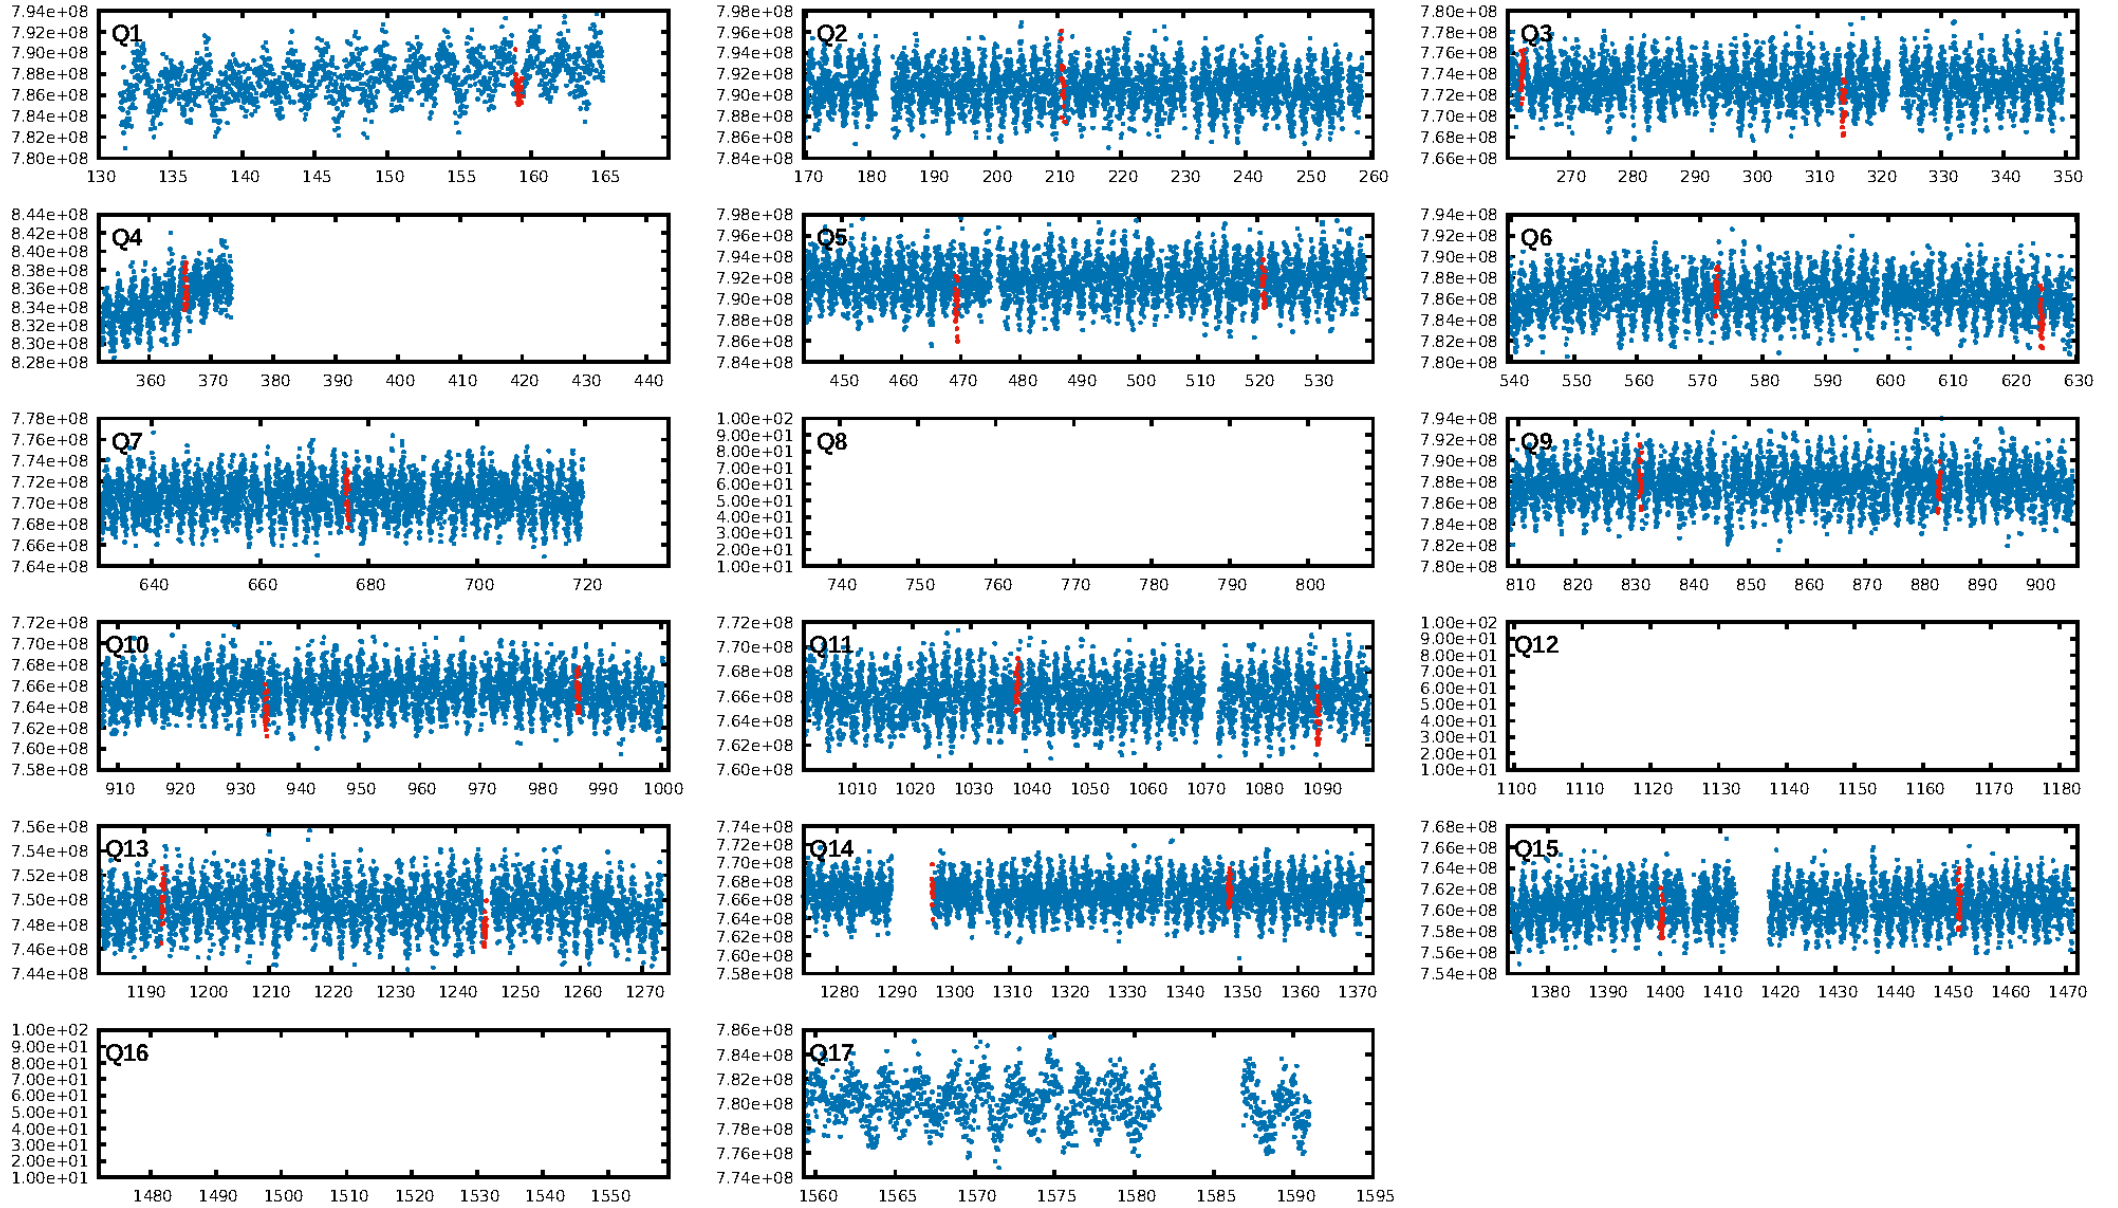 7.94e+08
7.92e+08
7.90e+08
7.88e+08
7.86e+08
7.84e+08
7.82e+08
7.80e+08
Q1
130 135 140 145 150 155 160 165
7.98e+08
7.96e+08
7.94e+08
7.92e+08
7.90e+08
7.88e+08
7.86e+08
7.84e+08
Q2
170 180 190 200 210 220 230 240 250 260
7.80e+08
7.78e+08
7.76e+08
7.74e+08
7.72e+08
7.70e+08
7.68e+08
7.66e+08
Q3
270 280 290 300 310 320 330 340 350
8.44e+08
8.42e+08
8.40e+08
8.38e+08
8.36e+08
8.34e+08
8.32e+08
8.30e+08
8.28e+08
Q4
360 370 380 390 400 410 420 430 440
7.98e+08
7.96e+08
7.94e+08
7.92e+08
7.90e+08
7.88e+08
7.86e+08
7.84e+08
Q5
450 460 470 480 490 500 510 520 530
7.94e+08
7.92e+08
7.90e+08
7.88e+08
7.86e+08
7.84e+08
7.82e+08
7.80e+08
Q6
540 550 560 570 580 590 600 610 620 630
7.78e+08
7.76e+08
7.74e+08
7.72e+08
7.70e+08
7.68e+08
7.66e+08
7.64e+08
Q7
640 660 680 700 720
1.00e+02
9.00e+01
8.00e+01
7.00e+01
6.00e+01
5.00e+01
4.00e+01
3.00e+01
2.00e+01
1.00e+01
Q8
740 750 760 770 780 790 800
7.94e+08
7.92e+08
7.90e+08
7.88e+08
7.86e+08
7.84e+08
7.82e+08
7.80e+08
Q9
810 820 830 840 850 860 870 880 890 900
7.72e+08
7.70e+08
7.68e+08
7.66e+08
7.64e+08
7.62e+08
7.60e+08
7.58e+08
Q10
910 920 930 940 950 960 970 980 990 1000
7.72e+08
7.70e+08
7.68e+08
7.66e+08
7.64e+08
7.62e+08
7.60e+08
Q11
1010 1020 1030 1040 1050 1060 1070 1080 1090
1.00e+02
9.00e+01
8.00e+01
7.00e+01
6.00e+01
5.00e+01
4.00e+01
3.00e+01
2.00e+01
1.00e+01
Q12
1100 1110 1120 1130 1140 1150 1160 1170 1180
7.56e+08
7.54e+08
7.52e+08
7.50e+08
7.48e+08
7.46e+08
7.44e+08
Q13
1190 1200 1210 1220 1230 1240 1250 1260 1270
7.74e+08
7.72e+08
7.70e+08
7.68e+08
7.66e+08
7.64e+08
7.62e+08
7.60e+08
7.58e+08
Q14
1280 1290 1300 1310 1320 1330 1340 1350 1360 1370
7.68e+08
7.66e+08
7.64e+08
7.62e+08
7.60e+08
7.58e+08
7.56e+08
7.54e+08
Q15
1380 1390 1400 1410 1420 1430 1440 1450 1460 1470
1.00e+02
9.00e+01
8.00e+01
7.00e+01
6.00e+01
5.00e+01
4.00e+01
3.00e+01
2.00e+01
1.00e+01
Q16
1480 1490 1500 1510 1520 1530 1540 1550
7.86e+08
7.84e+08
7.82e+08
7.80e+08
7.78e+08
7.76e+08
7.74e+08
Q17
1560 1565 1570 1575 1580 1585 1590 1595